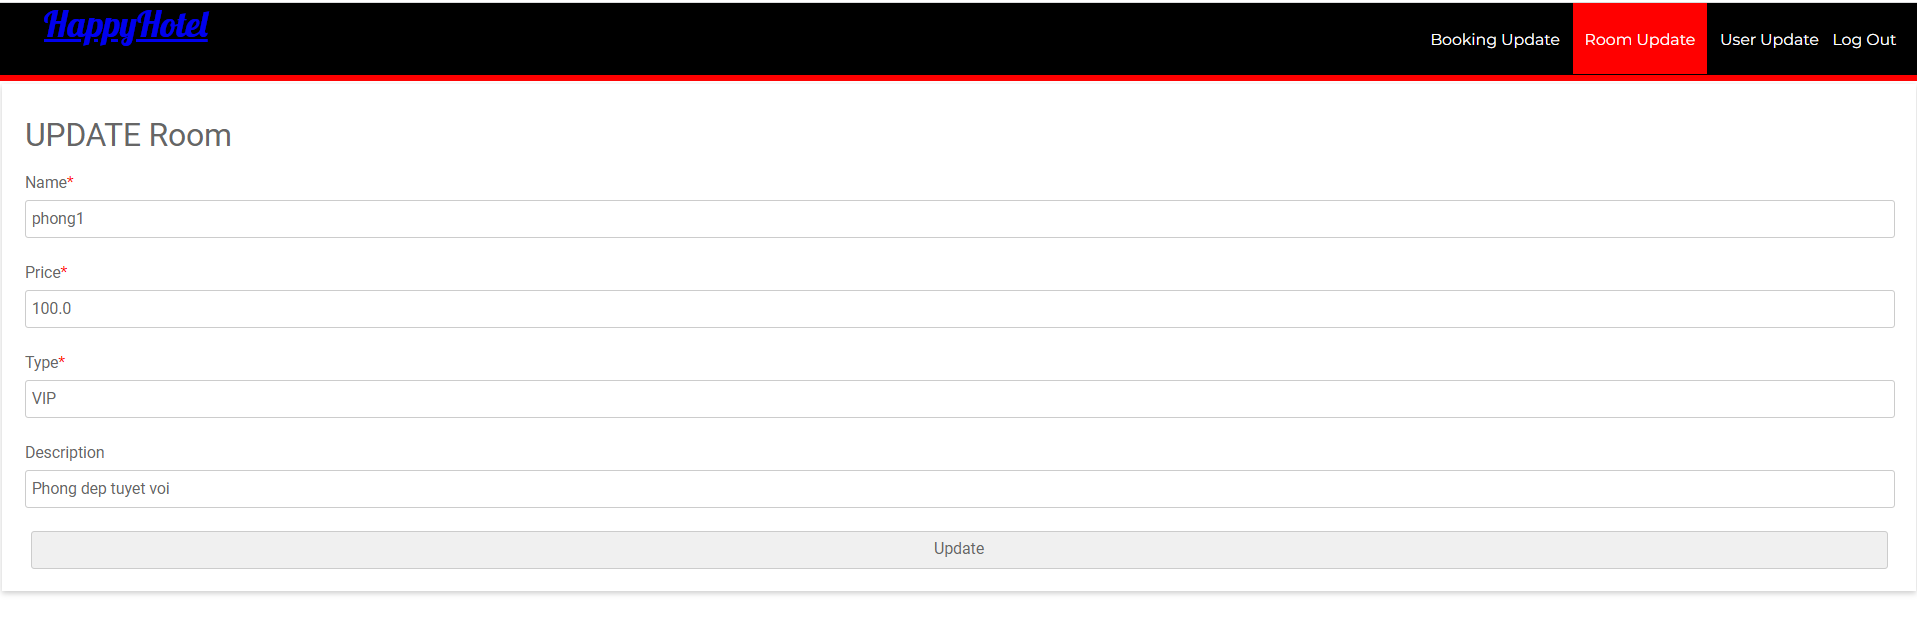 HappyHotel
Booking Update Room Update User Update Log Out
UPDATE Room
Name*
phong1
Price*
100.0
Type*
VIP
Description
Phong dep tuyet voi
Update